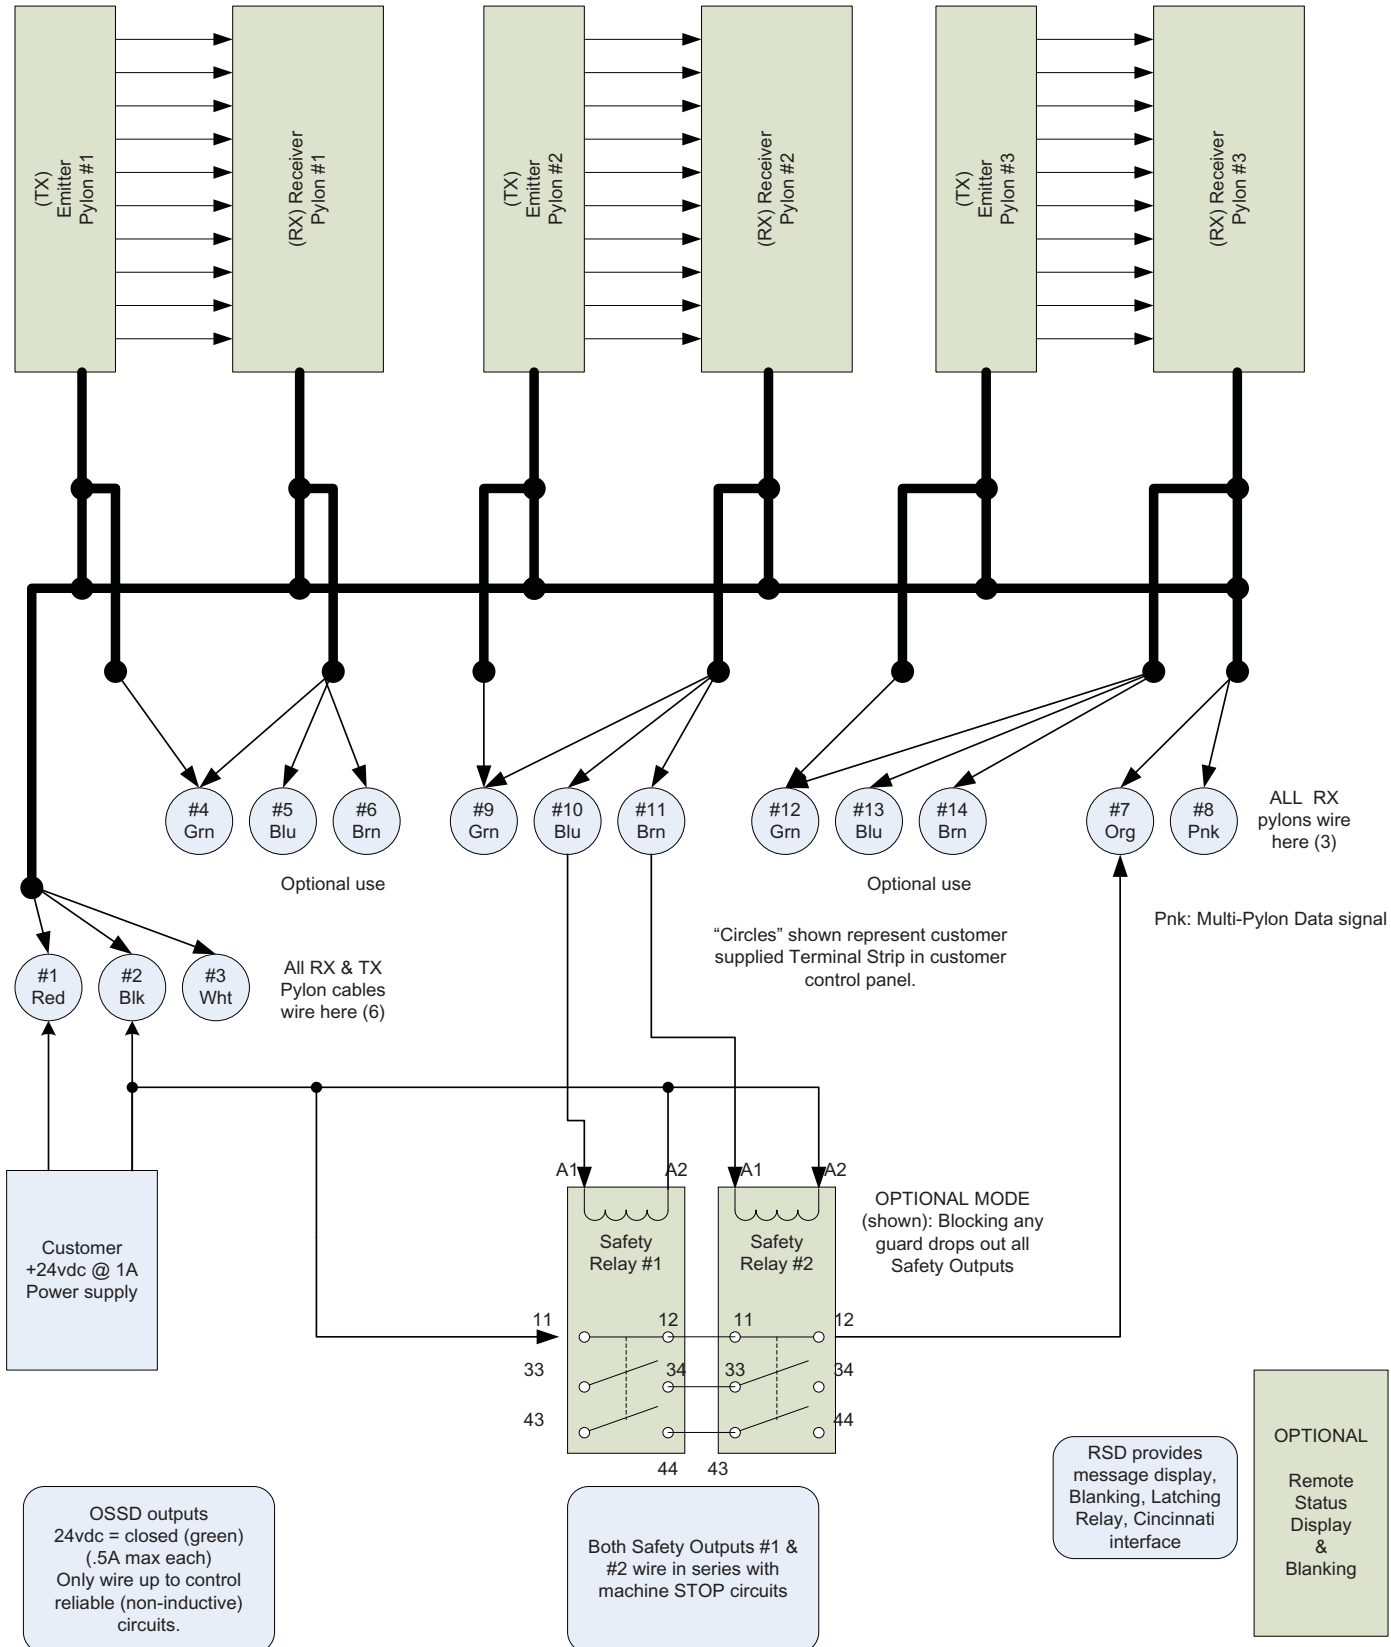 (TX)
Emitter
Pylon #1
(RX) Receiver
Pylon #1
(TX)
Emitter
Pylon #2
(RX) Receiver
Pylon #2
(TX)
Emitter
Pylon #3
(RX) Receiver
Pylon #3
#4
Grn
#5
Blu
#6
Brn
#9
Grn
#10
Blu
#11
Brn
#12
Grn
#13
Blu
#14
Brn
#7
Org
#8
Pnk
ALL RX
pylons wire
here (3)
Optional use
Optional use
Pnk: Multi-Pylon Data signal
“Circles” shown represent customer
supplied Terminal Strip in customer
control panel.
#1
Red
#2
Blk
#3
Wht
All RX & TX
Pylon cables
wire here (6)
A1
A2
A1
A2
Customer
+24vdc @ 1A
Power supply
Safety
Relay #1
Safety
Relay #2
OPTIONAL MODE
(shown): Blocking any
guard drops out all
Safety Outputs
11
12
11
12
33
34
33
34
43
44
44
43
OSSD outputs
24vdc = closed (green)
(.5A max each)
Only wire up to control
reliable (non-inductive)
circuits.
Both Safety Outputs #1 &
#2 wire in series with
machine STOP circuits
RSD provides
message display,
Blanking, Latching
Relay, Cincinnati
interface
OPTIONAL
Remote
Status
Display
&
Blanking